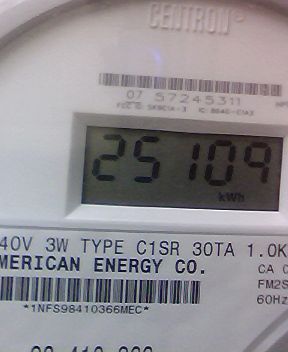 CENTRON®
07 57245311
25109
kWh
40V 3W TYPE C1SR 30TA 1.0K
MERICAN ENERGY CO.
CA 0
FM2S
60Hz
*1NFS98410366MEC*